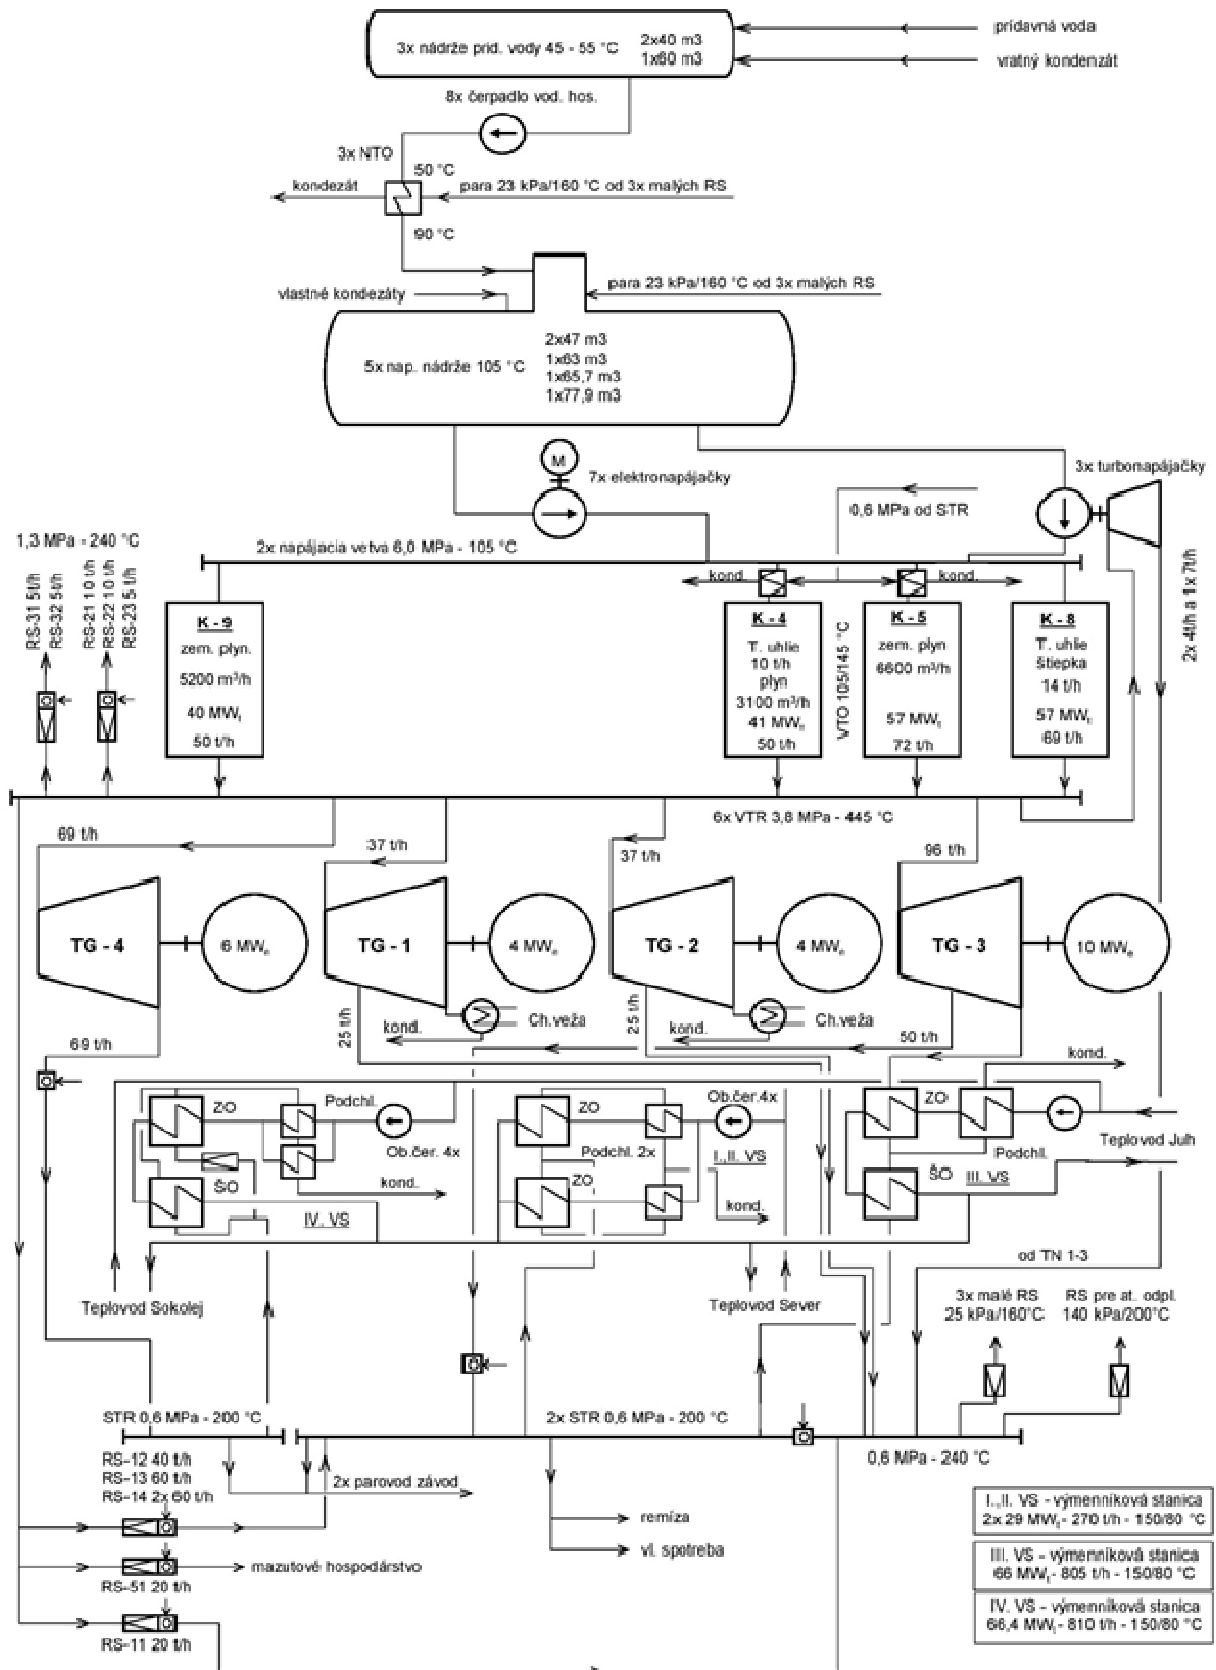 prídavná voda
3x nádrže prid. vody 45 - 55 °C
2x40 m3
1x60 m3
vratný kondenzát
8x čerpadlo vod. hos.
3x NTO
50 °C
kondezát
para 23 kPa/160 °C od 3x malých RS
90 °C
vlastné kondezáty
para 23 kPa/160 °C od 3x malých RS
5x nap. nádrže 105 °C
2x47 m3
1x63 m3
1x65,7 m3
1x77,9 m3
M
7x elektronapájačky
3x turbonapájačky
0,6 MPa od STR
1,3 MPa - 240 °C
2x napájacia vetva 6,0 MPa - 105 °C
2x 4t/h a 1x 7t/h
RS-31 5t/h
RS-32 5t/h
RS-21 10 t/h
RS-22 10 t/h
RS-23 5 t/h
kond.
kond.
K - 9
zem. plyn.
5200 m³/h
40 MWt
50 t/h
K - 4
T. uhlie
10 t/h
plyn
3100 m³/h
41 MWt
50 t/h
VTO 105/145 °C
K - 5
zem. plyn
6600 m³/h
57 MWt
72 t/h
K - 8
T. uhlie
štiepka
14 t/h
57 MWt
69 t/h
6x VTR 3,8 MPa - 445 °C
69 t/h
37 t/h
37 t/h
96 t/h
TG - 4
6 MWe
TG - 1
4 MWe
TG - 2
4 MWe
TG - 3
10 MWe
69 t/h
25 t/h
kond.
Ch.veža
25 t/h
kond.
Ch.veža
50 t/h
kond.
ZO
Podchl.
Ob.čer. 4x
ŠO
kond.
IV. VS
ZO
Ob.čer.4x
Podchl. 2x
I.,II. VS
ZO
kond.
ZO
Podchl.
Teplovod Juh
ŠO
III. VS
od TN 1-3
Teplovod Sokolej
Teplovod Sever
3x malé RS
25 kPa/160°C
RS pre at. odpl.
140 kPa/200°C
STR 0,6 MPa - 200 °C
2x STR 0,6 MPa - 200 °C
0,6 MPa - 240 °C
RS-12 40 t/h
RS-13 60 t/h
RS-14 2x 60 t/h
2x parovod závod
remíza
vl. spotreba
mazutové hospodárstvo
RS-51 20 t/h
RS-11 20 t/h
I.,II. VS - výmenníková stanica
2x 29 MWt - 270 t/h - 150/80 °C
III. VS - výmenníková stanica
66 MWt - 805 t/h - 150/80 °C
IV. VS - výmenníková stanica
66,4 MWt - 810 t/h - 150/80 °C